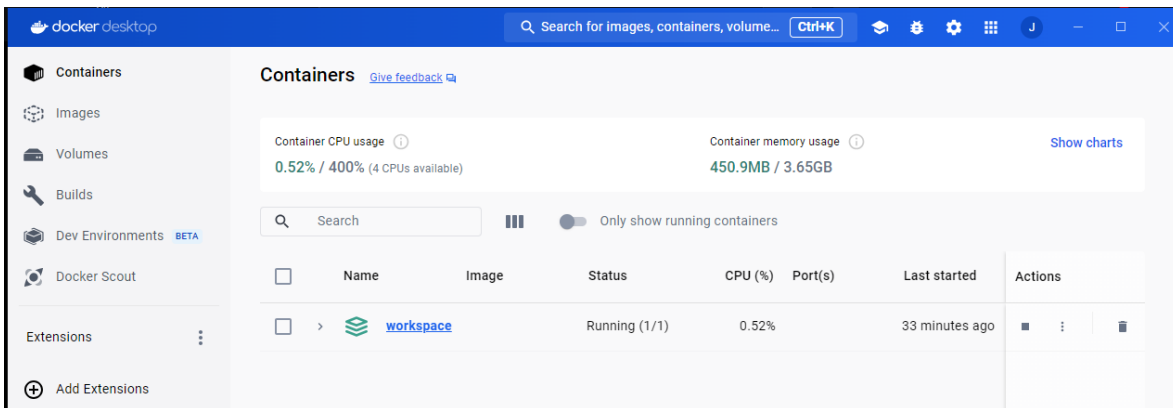 docker desktop
Search for images, containers, volume... Ctrl+K
J
Containers
Images
Volumes
Builds
Dev Environments BETA
Docker Scout
Extensions
Add Extensions
Containers Give feedback
Container CPU usage
0.52% / 400% (4 CPUs available)
Container memory usage
450.9MB / 3.65GB
Show charts
Search
Only show running containers
Name Image Status CPU (%) Port(s) Last started Actions
workspace Running (1/1) 0.52% 33 minutes ago